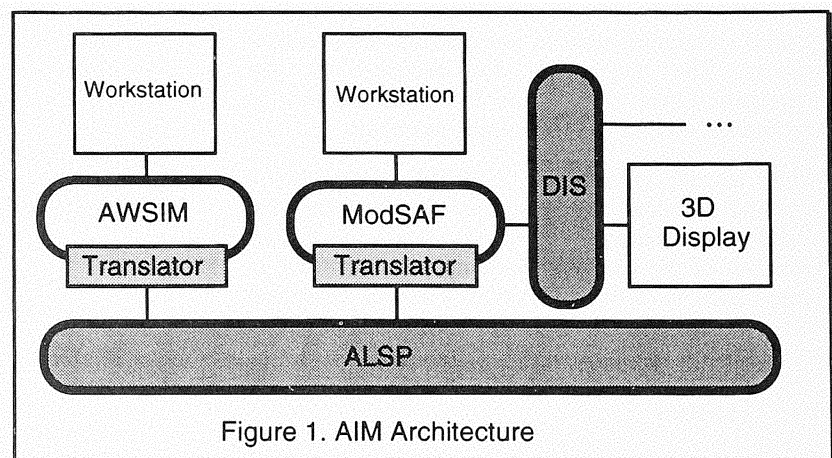 Workstation
Workstation
AWSIM
ModSAF
DIS
...
3D
Display
Translator
Translator
ALSP
Figure 1. AIM Architecture